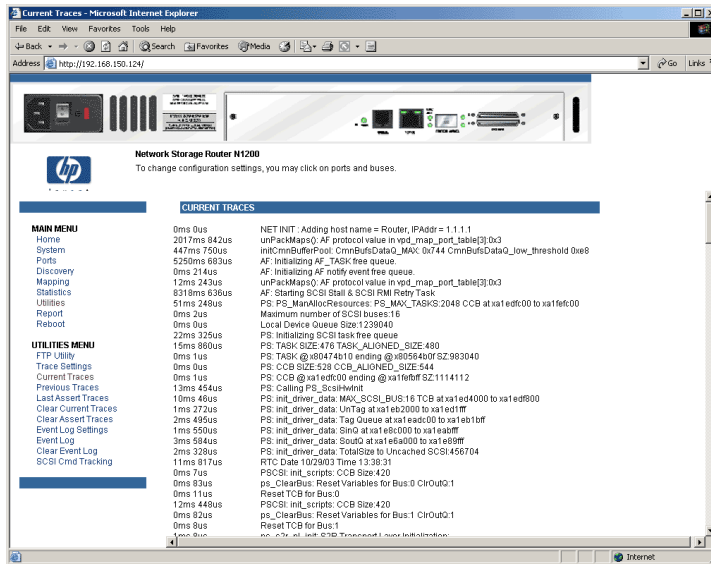 Current Traces - Microsoft Internet Explorer
File Edit View Favorites Tools Help
Back Search Favorites Media
Address http://192.168.150.124/ Go Links
hp
invent
Network Storage Router N1200
To change configuration settings, you may click on ports and buses.
MAIN MENU
Home
System
Ports
Discovery
Mapping
Statistics
Utilities
Report
Reboot
UTILITIES MENU
FTP Utility
Trace Settings
Current Traces
Previous Traces
Last Assert Traces
Clear Current Traces
Clear Assert Traces
Event Log Settings
Event Log
Clear Event Log
SCSI Cmd Tracking
CURRENT TRACES
0ms 0us NET INIT : Adding host name = Router, IPAddr = 1.1.1.1
2017ms 842us unPackMaps(): AF protocol value in vpd_map_port_table[3]:0x3
447ms 750us initCmnBufferPool: CmnBufsDataQ_MAX: 0x744 CmnBufsDataQ_low_threshold 0xe8
5250ms 683us AF: Initializing AF_TASK free queue.
0ms 214us AF: Initializing AF notify event free queue.
12ms 243us unPackMaps(): AF protocol value in vpd_map_port_table[3]:0x3
8318ms 636us AF: Starting SCSI Stall & SCSI RMI Retry Task
51ms 248us PS: PS_ManAllocResources: PS_MAX_TASKS:2048 CCB at xa1edfc00 to xa1fefc00
0ms 2us Maximum number of SCSI buses:16
0ms 0us Local Device Queue Size:1239040
22ms 325us PS: Initializing SCSI task free queue
15ms 860us PS: TASK SIZE:476 TASK_ALIGNED_SIZE:480
0ms 1us PS: TASK @ x80474b10 ending @ x80564b0f SZ:983040
0ms 0us PS: CCB SIZE:528 CCB_ALIGNED_SIZE:544
0ms 1us PS: CCB @ xa1edfc00 ending @ xa1fefbff SZ:1114112
13ms 454us PS: Calling PS_ScsiHwInit
10ms 46us PS: init_driver_data: MAX_SCSI_BUS:16 TCB at xa1ed4000 to xa1edf800
1ms 272us PS: init_driver_data: UnTag at xa1eb2000 to xa1ed1fff
2ms 495us PS: init_driver_data: Tag Queue at xa1eadc00 to xa1eb1bff
1ms 550us PS: init_driver_data: SinQ at xa1e8c000 to xa1eabfff
3ms 584us PS: init_driver_data: SoutQ at xa1e6a000 to xa1e89fff
2ms 328us PS: init_driver_data: TotalSize to Uncached SCSI:456704
11ms 817us RTC Date 10/29/03 Time 13:38:31
0ms 7us PSCSI: init_scripts: CCB Size:420
0ms 83us ps_ClearBus: Reset Variables for Bus:0 ClrOutQ:1
0ms 11us Reset TCB for Bus:0
12ms 448us PSCSI: init_scripts: CCB Size:420
0ms 82us ps_ClearBus: Reset Variables for Bus:1 ClrOutQ:1
0ms 8us Reset TCB for Bus:1
Internet